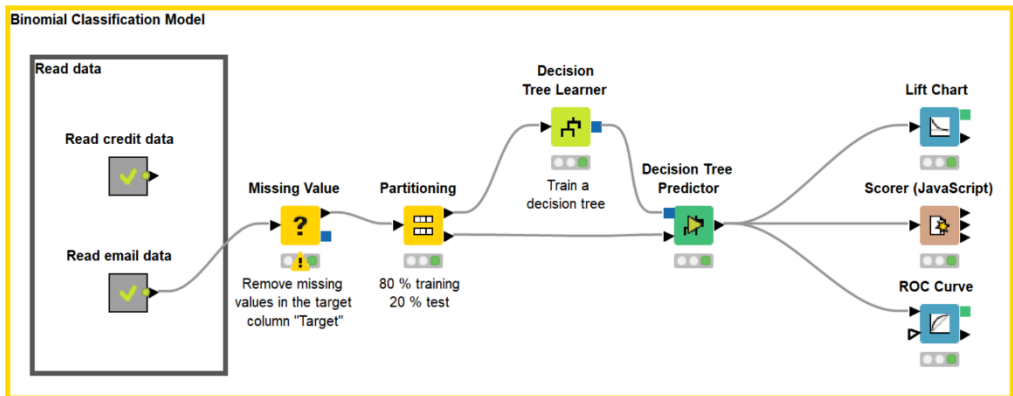 Binomial Classification Model
Read data
Read credit data
Read email data
Missing Value
?
Remove missing
values in the target
column "Target"
Partitioning
80 % training
20 % test
Decision
Tree Learner
Train a
decision tree
Decision Tree
Predictor
Lift Chart
Scorer (JavaScript)
ROC Curve